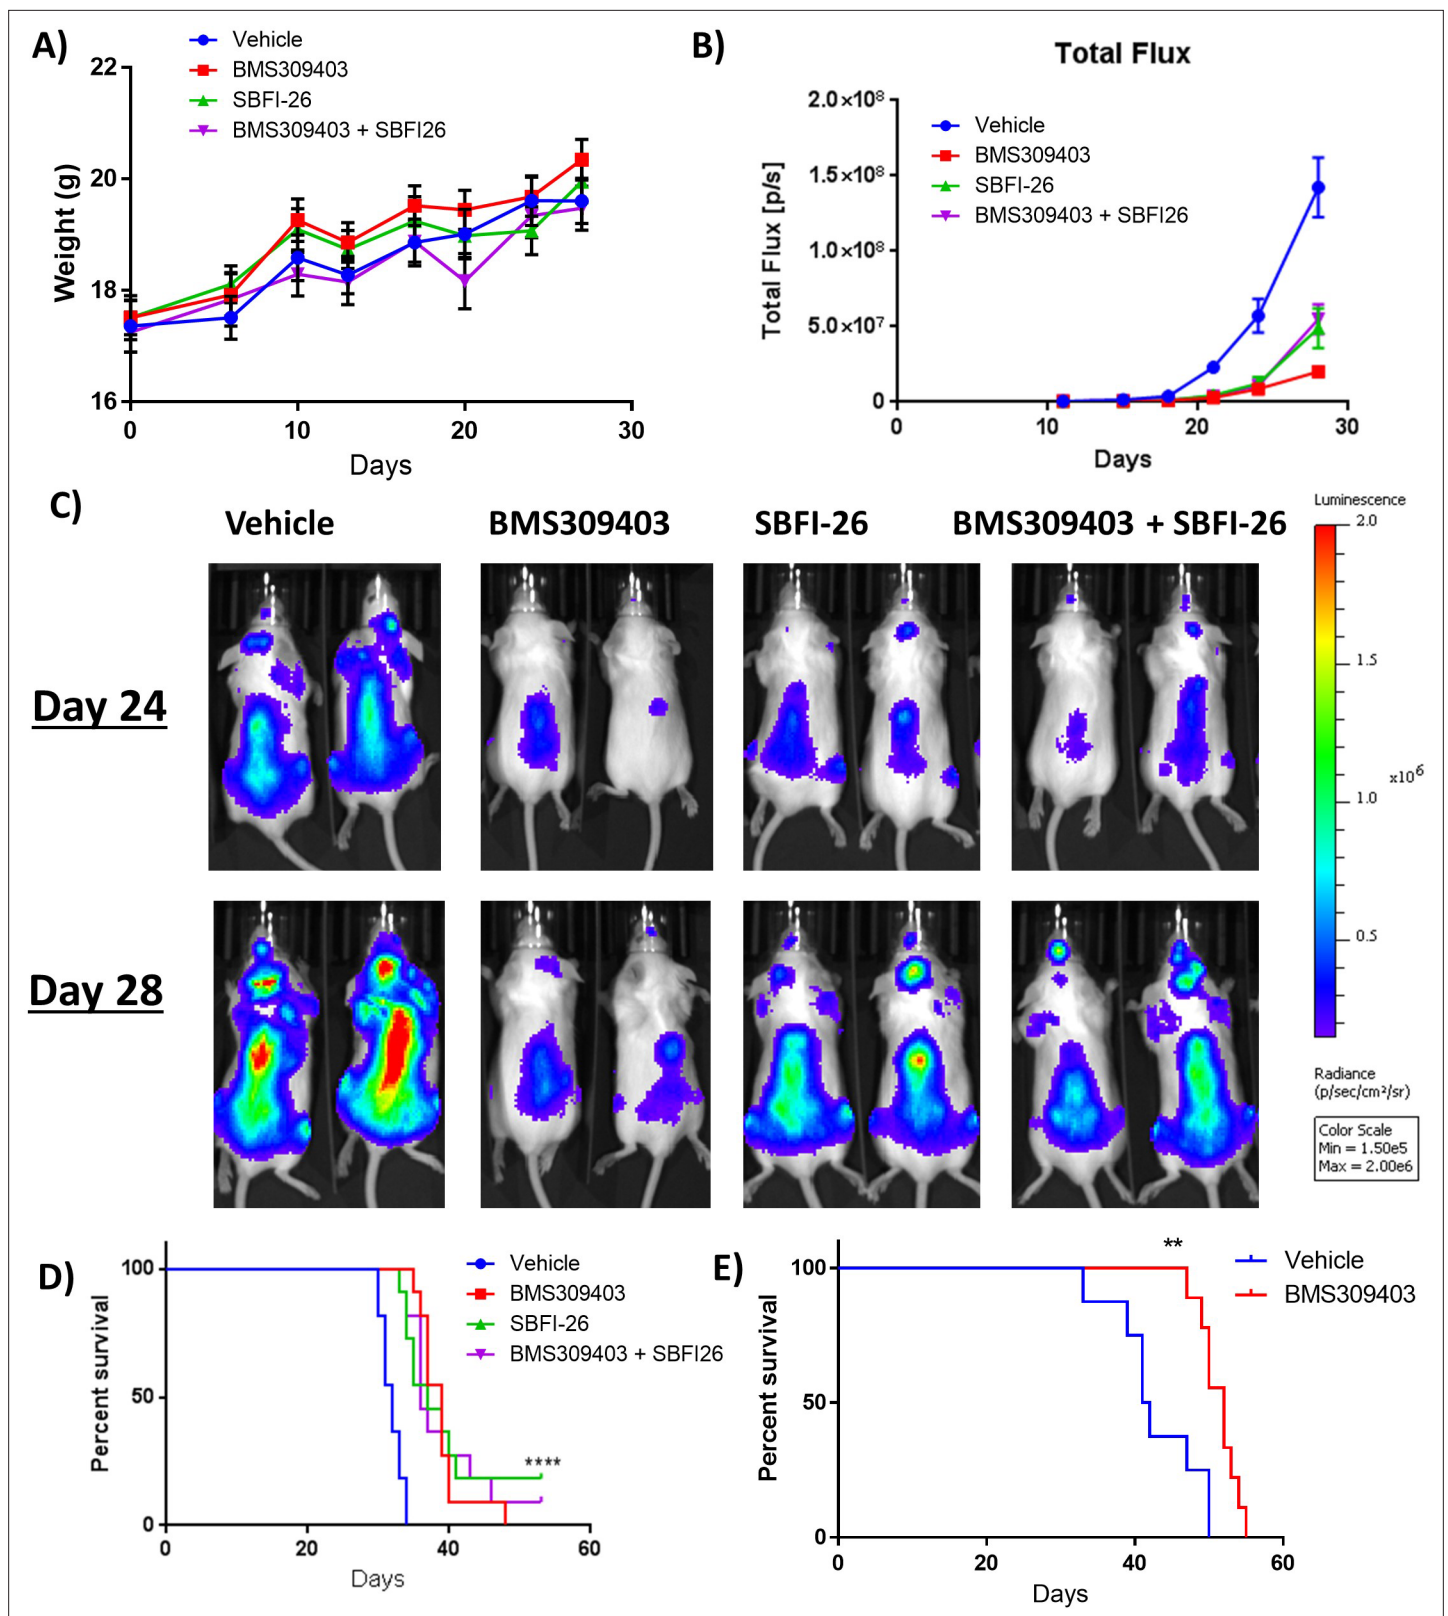 A)
Vehicle
BMS309403
SBFI-26
BMS309403 + SBFI26
22
20
18
16
Weight (g)
0
10
20
30
Days
B)
Total Flux
Vehicle
BMS309403
SBFI-26
BMS309403 + SBFI26
2.0×10⁸
1.5×10⁸
1.0×10⁸
5.0×10⁷
0
Total Flux [p/s]
0
10
20
30
Days
C)
Vehicle
BMS309403
SBFI-26
BMS309403 + SBFI-26
Day 24
Day 28
Luminescence
2.0
1.5
1.0
0.5
x10⁶
Radiance
(p/sec/cm²/sr)
Color Scale
Min = 1.50e5
Max = 2.00e6
D)
Vehicle
BMS309403
SBFI-26
BMS309403 + SBFI26
100
50
0
Percent survival
****
0
20
40
60
Days
E)
**
Vehicle
BMS309403
100
50
0
Percent survival
0
20
40
60
Days